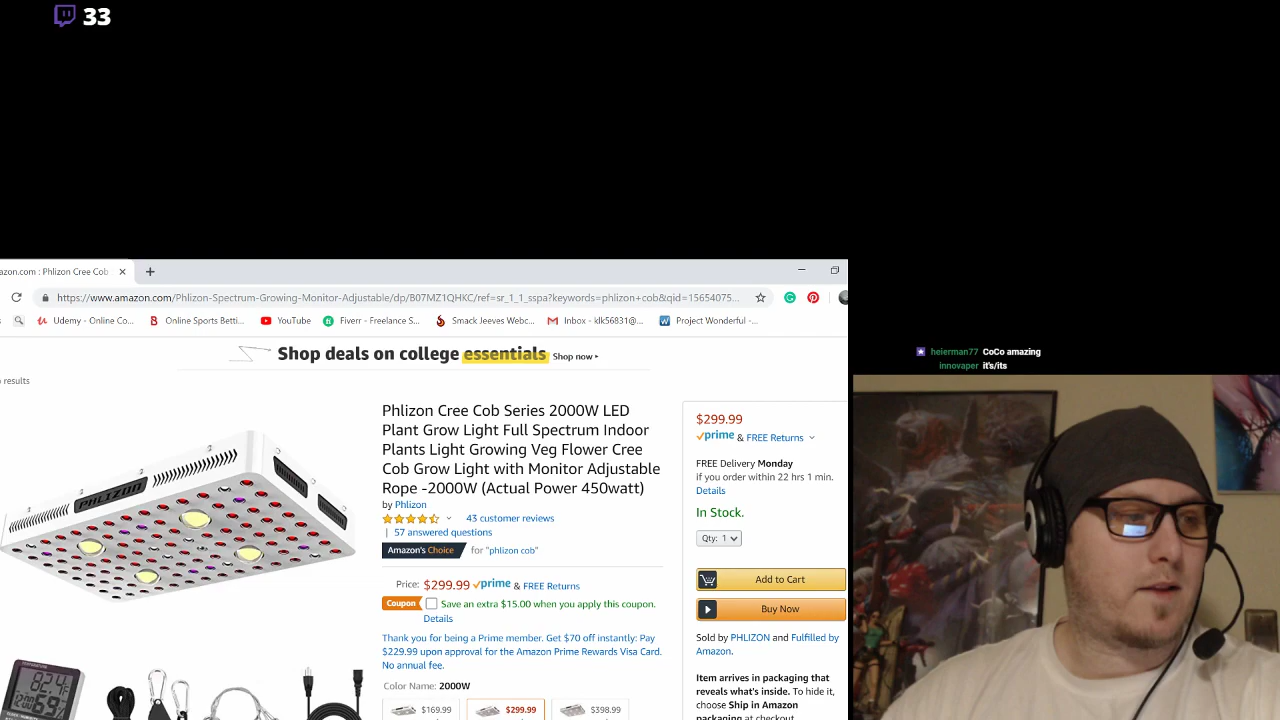 33
azon.com : Phlizon Cree Cob
https://www.amazon.com/Phlizon-Spectrum-Growing-Monitor-Adjustable/dp/B07MZ1QHKC/ref=sr_1_1_sspa?keywords=phlizon+cob&qid=15654075...
Udemy - Online Co... Online Sports Betti... YouTube Fiverr - Freelance S... Smack Jeeves Webc... Inbox - klk56831@... Project Wonderful -...
Shop deals on college essentials Shop now
results
Phlizon Cree Cob Series 2000W LED
Plant Grow Light Full Spectrum Indoor
Plants Light Growing Veg Flower Cree
Cob Grow Light with Monitor Adjustable
Rope -2000W (Actual Power 450watt)
by Phlizon
43 customer reviews
| 57 answered questions
Amazon's Choice for "phlizon cob"
Price: $299.99 prime & FREE Returns
Coupon Save an extra $15.00 when you apply this coupon.
Details
Thank you for being a Prime member. Get $70 off instantly: Pay
$229.99 upon approval for the Amazon Prime Rewards Visa Card.
No annual fee.
Color Name: 2000W
$169.99 $299.99 $398.99
PHLIZON
$299.99
prime & FREE Returns
FREE Delivery Monday
if you order within 22 hrs 1 min.
Details
In Stock.
Qty: 1
Add to Cart
Buy Now
Sold by PHLIZON and Fulfilled by
Amazon.
Item arrives in packaging that
reveals what's inside. To hide it,
choose Ship in Amazon
packaging at checkout.
heierman77 CoCo amazing
innovaper it's/its